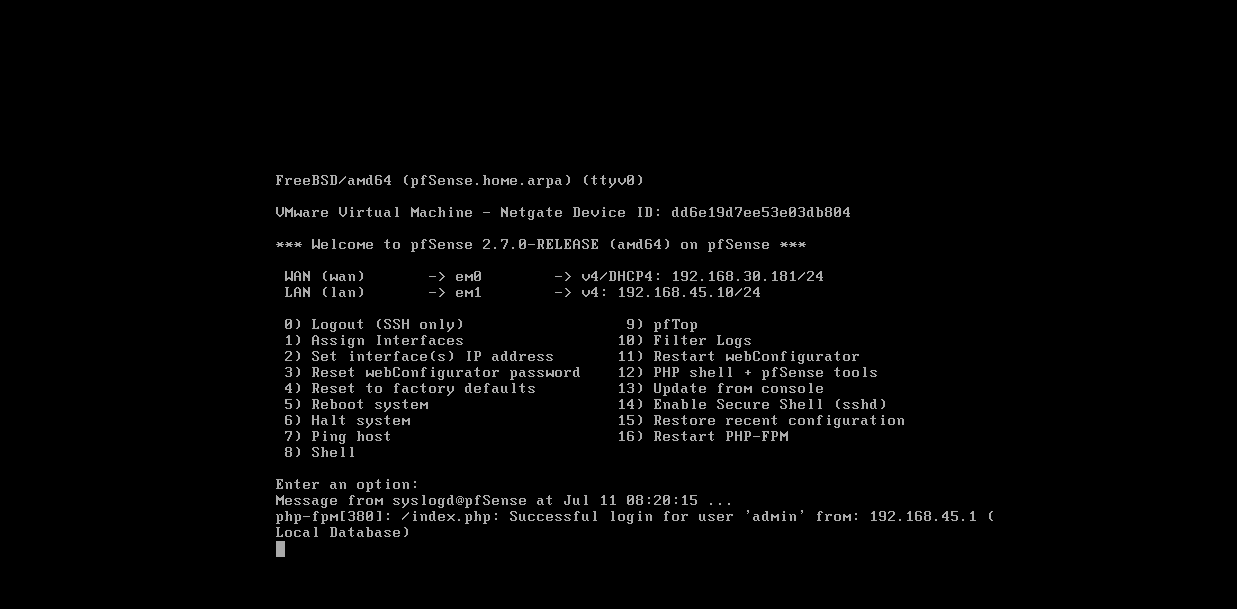 FreeBSD/amd64 (pfSense.home.arpa) (ttyv0)
VMware Virtual Machine - Netgate Device ID: dd6e19d7ee53e03db804
*** Welcome to pfSense 2.7.0-RELEASE (amd64) on pfSense ***
WAN (wan)       -> em0        -> v4/DHCP4: 192.168.30.181/24
LAN (lan)       -> em1        -> v4: 192.168.45.10/24
0) Logout (SSH only)                  9) pfTop
1) Assign Interfaces                 10) Filter Logs
2) Set interface(s) IP address       11) Restart webConfigurator
3) Reset webConfigurator password    12) PHP shell + pfSense tools
4) Reset to factory defaults         13) Update from console
5) Reboot system                     14) Enable Secure Shell (sshd)
6) Halt system                       15) Restore recent configuration
7) Ping host                         16) Restart PHP-FPM
8) Shell
Enter an option:
Message from syslogd@pfSense at Jul 11 08:20:15 ...
php-fpm[380]: /index.php: Successful login for user 'admin' from: 192.168.45.1 (
Local Database)